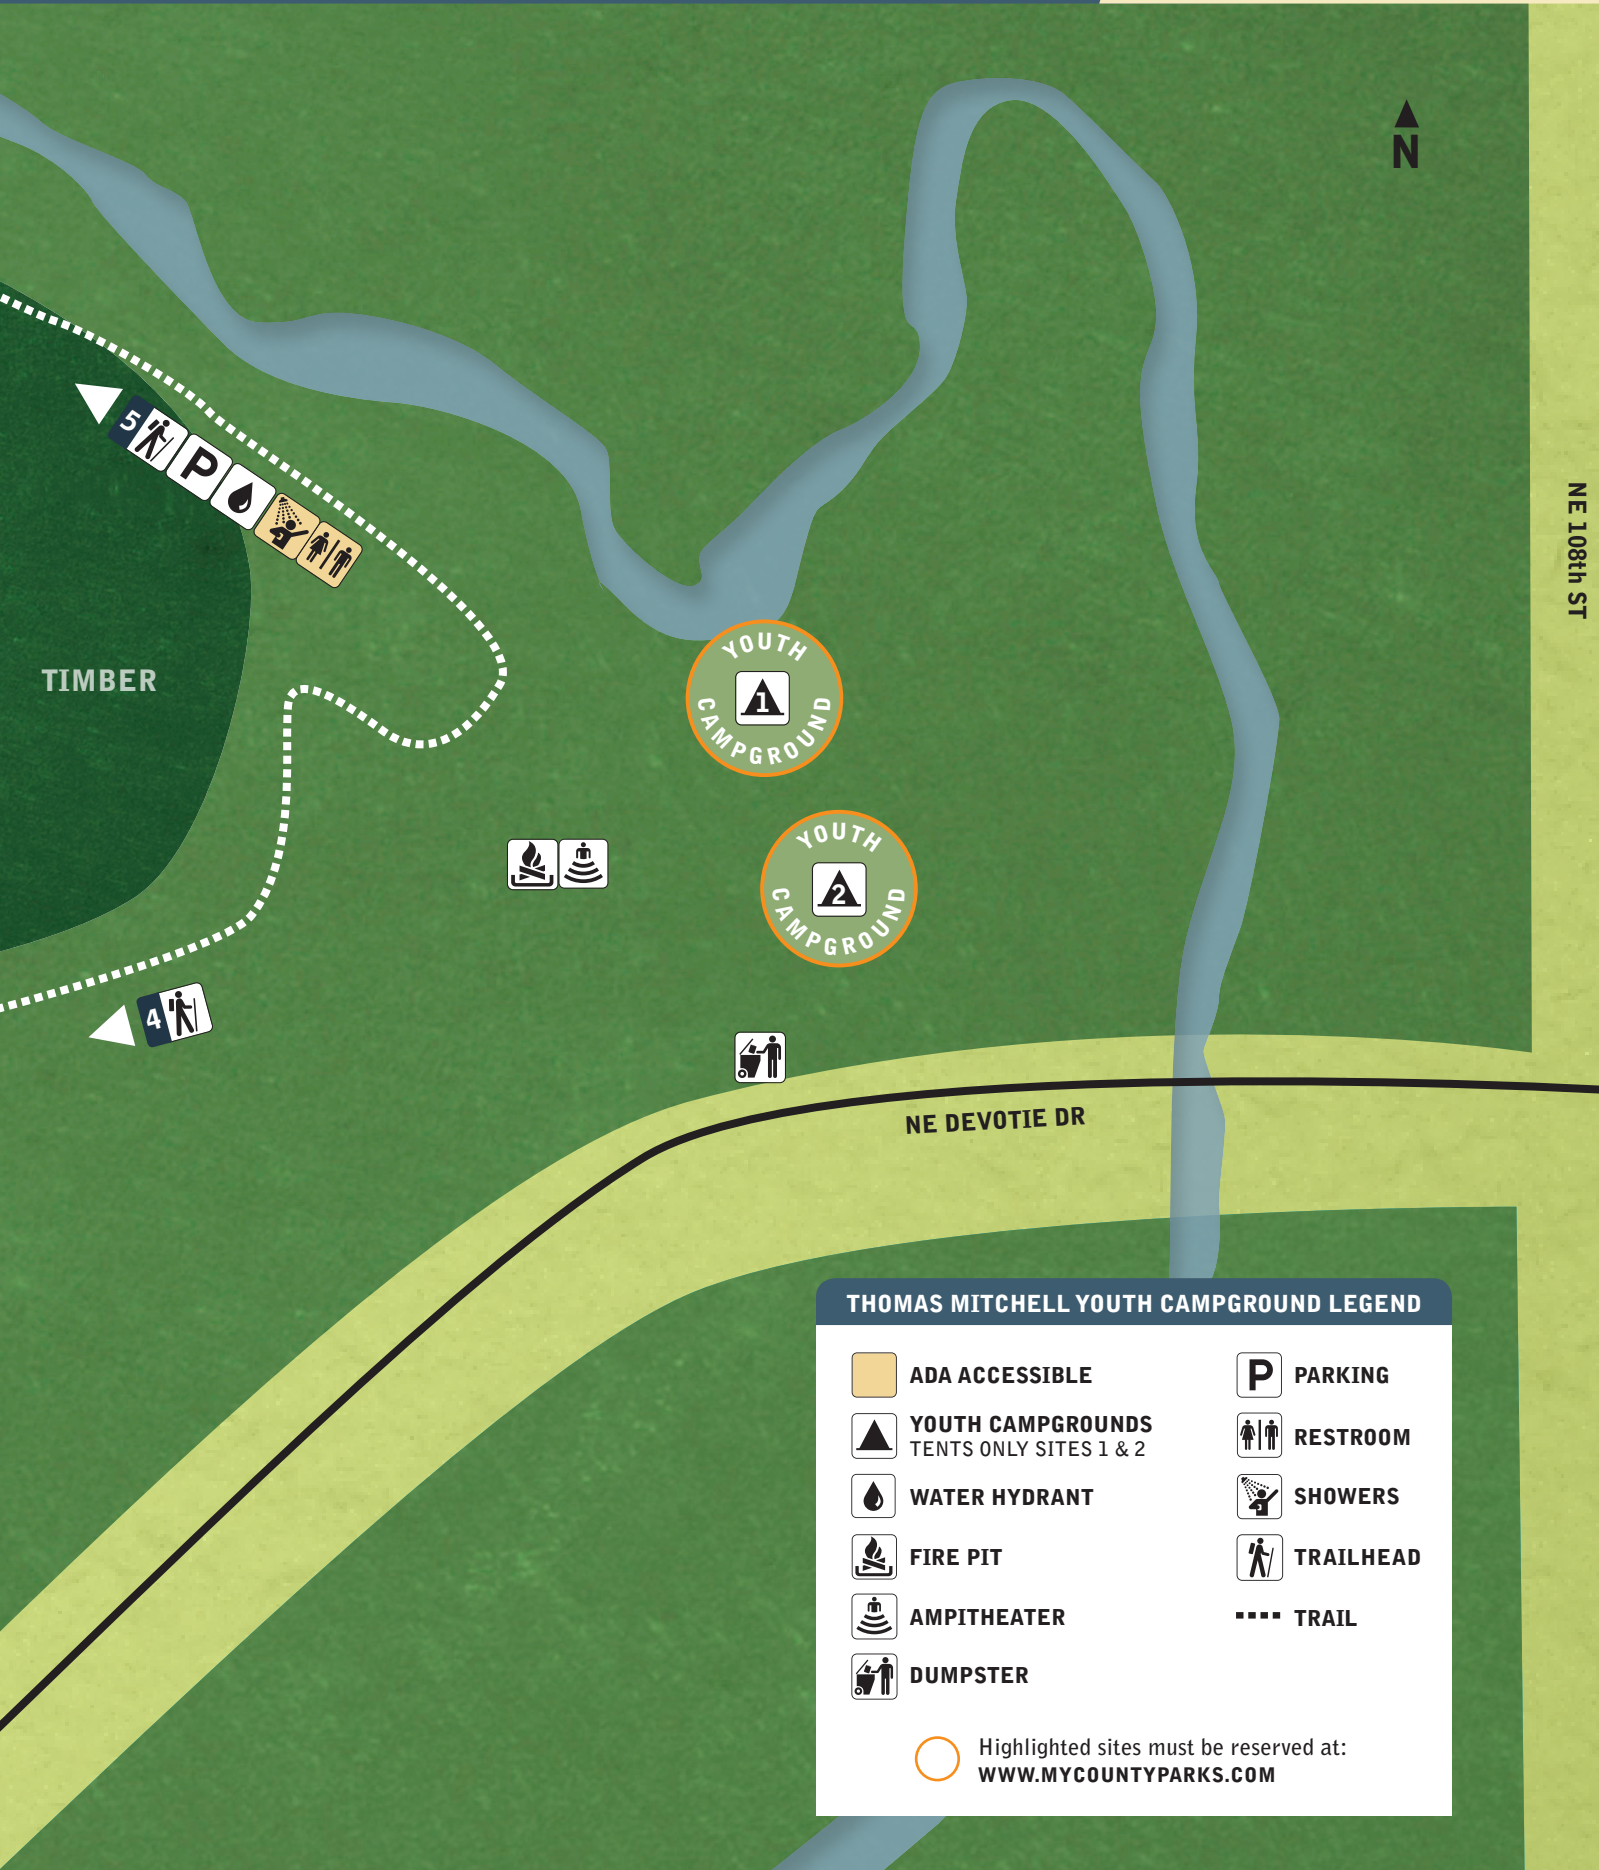 N
NE 108th ST
5
P
TIMBER
YOUTH
1
CAMPGROUND
YOUTH
2
CAMPGROUND
4
NE DEVOTIE DR
THOMAS MITCHELL YOUTH CAMPGROUND LEGEND
ADA ACCESSIBLE
YOUTH CAMPGROUNDS
TENTS ONLY SITES 1 & 2
WATER HYDRANT
FIRE PIT
AMPITHEATER
DUMPSTER
P PARKING
RESTROOM
SHOWERS
TRAILHEAD
TRAIL
Highlighted sites must be reserved at:
WWW.MYCOUNTYPARKS.COM